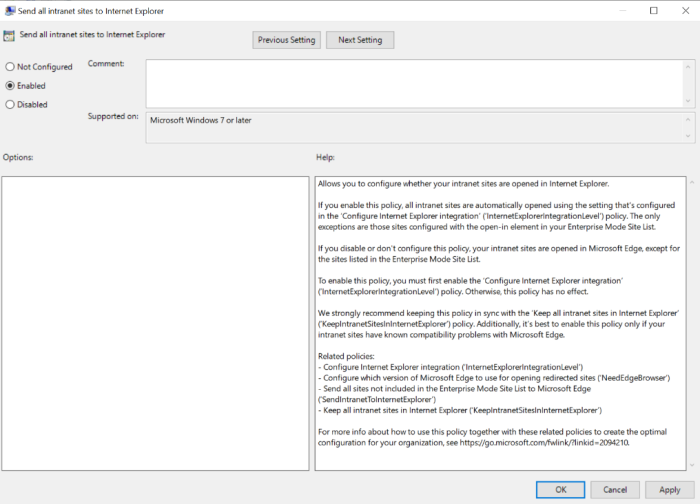 Send all intranet sites to Internet Explorer
Send all intranet sites to Internet Explorer
Previous Setting
Next Setting
Not Configured
Enabled
Disabled
Comment:
Supported on:
Microsoft Windows 7 or later
Options:
Help:
Allows you to configure whether your intranet sites are opened in Internet Explorer.
If you enable this policy, all intranet sites are automatically opened using the setting that's configured
in the 'Configure Internet Explorer integration' ('InternetExplorerIntegrationLevel') policy. The only
exceptions are those sites configured with the open-in element in your Enterprise Mode Site List.
If you disable or don't configure this policy, your intranet sites are opened in Microsoft Edge, except for
the sites listed in the Enterprise Mode Site List.
To enable this policy, you must first enable the 'Configure Internet Explorer integration'
('InternetExplorerIntegrationLevel') policy. Otherwise, this policy has no effect.
We strongly recommend keeping this policy in sync with the 'Keep all intranet sites in Internet Explorer'
('KeepIntranetSitesInInternetExplorer') policy. Additionally, it's best to enable this policy only if your
intranet sites have known compatibility problems with Microsoft Edge.
Related policies:
- Configure Internet Explorer integration ('InternetExplorerIntegrationLevel')
- Configure which version of Microsoft Edge to use for opening redirected sites ('NeedEdgeBrowser')
- Send all sites not included in the Enterprise Mode Site List to Microsoft Edge
('SendIntranetToInternetExplorer')
- Keep all intranet sites in Internet Explorer ('KeepIntranetSitesInInternetExplorer')
For more info about how to use this policy together with these related policies to create the optimal
configuration for your organization, see https://go.microsoft.com/fwlink/?linkid=2094210.
OK
Cancel
Apply